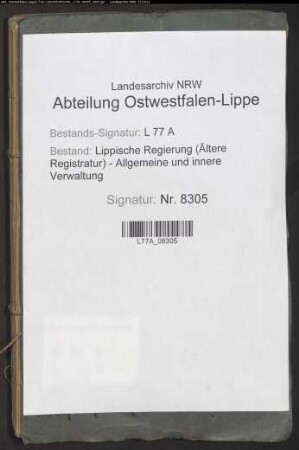 Landesarchiv NRW
Abteilung Ostwestfalen-Lippe
Bestands-Signatur: L 77 A
Bestand: Lippische Regierung (Ältere
Registratur) - Allgemeine und innere
Verwaltung
Signatur: Nr. 8305
L77A_08305